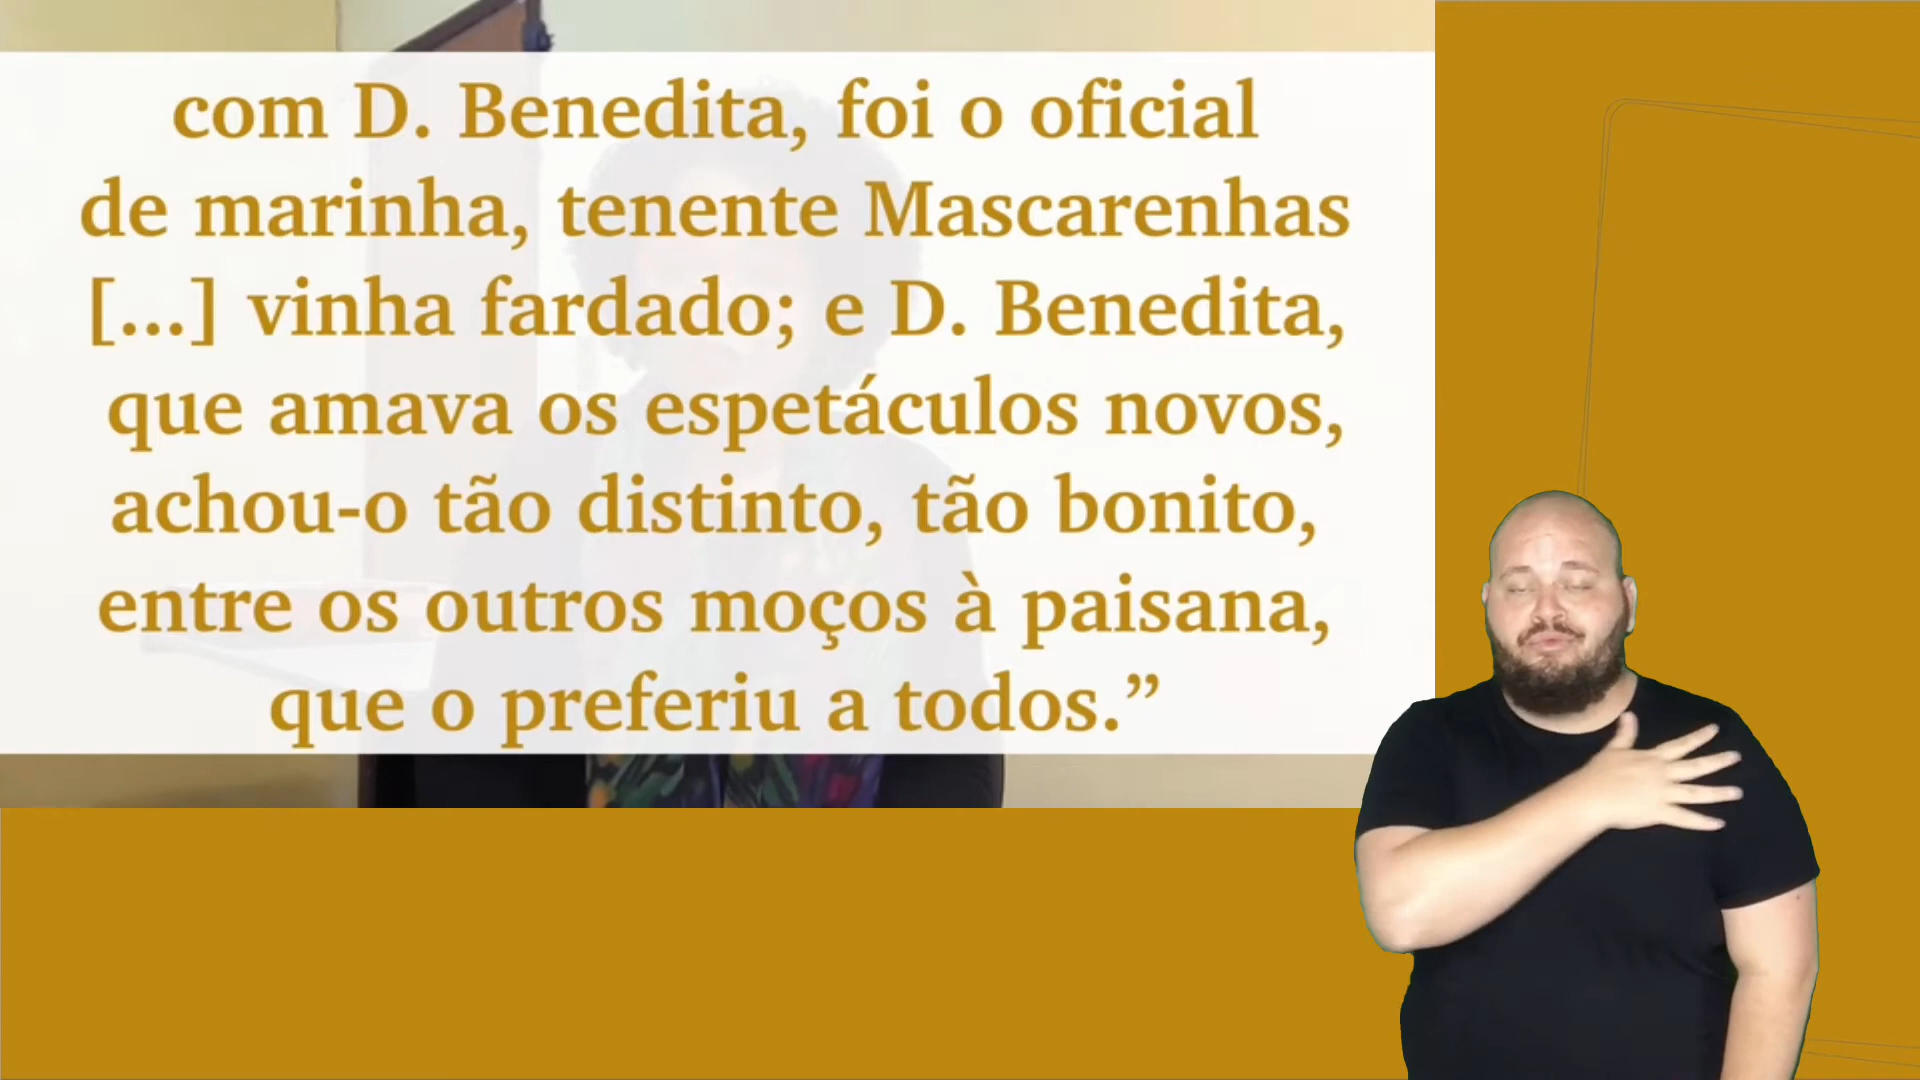 com D. Benedita, foi o oficial
de marinha, tenente Mascarenhas
[...] vinha fardado; e D. Benedita,
que amava os espetáculos novos,
achou-o tão distinto, tão bonito,
entre os outros moços à paisana,
que o preferiu a todos.”